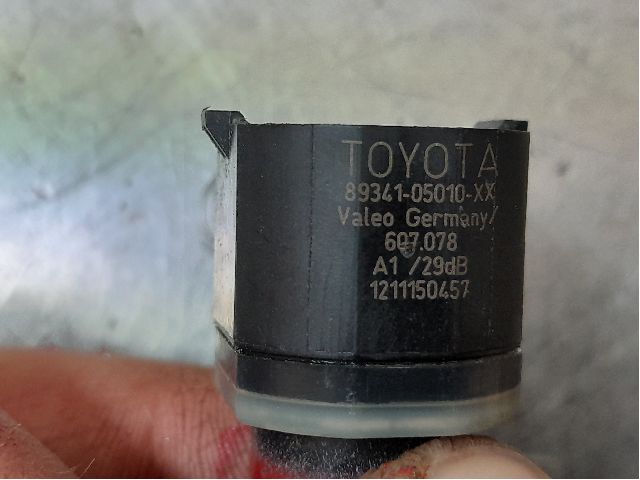 TOYOTA
89341-05010-XX
Valeo Germany/
607.078
A1 /29dB
1211150457